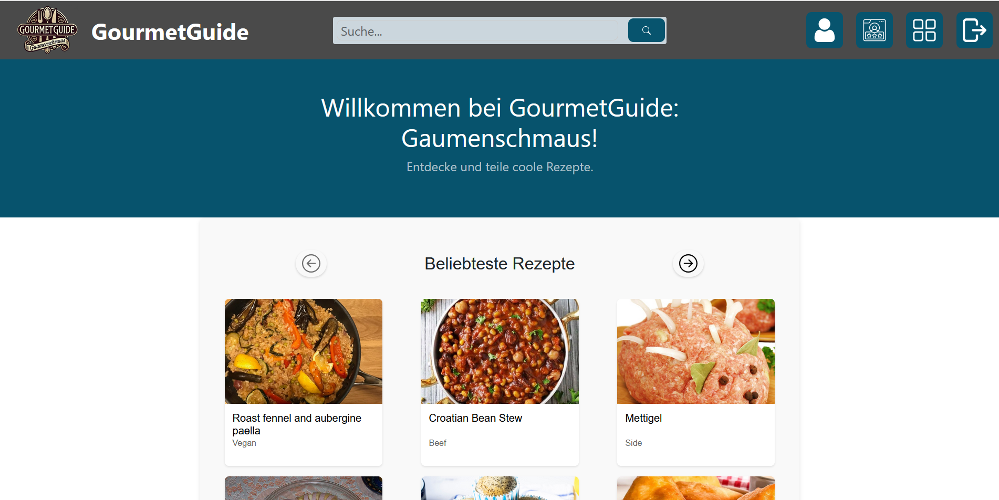 GOURMETGUIDE
Gaumenschmaus
GourmetGuide
Suche...
Willkommen bei GourmetGuide:
Gaumenschmaus!
Entdecke und teile coole Rezepte.
Beliebteste Rezepte
Roast fennel and aubergine
paella
Vegan
Croatian Bean Stew
Beef
Mettigel
Side